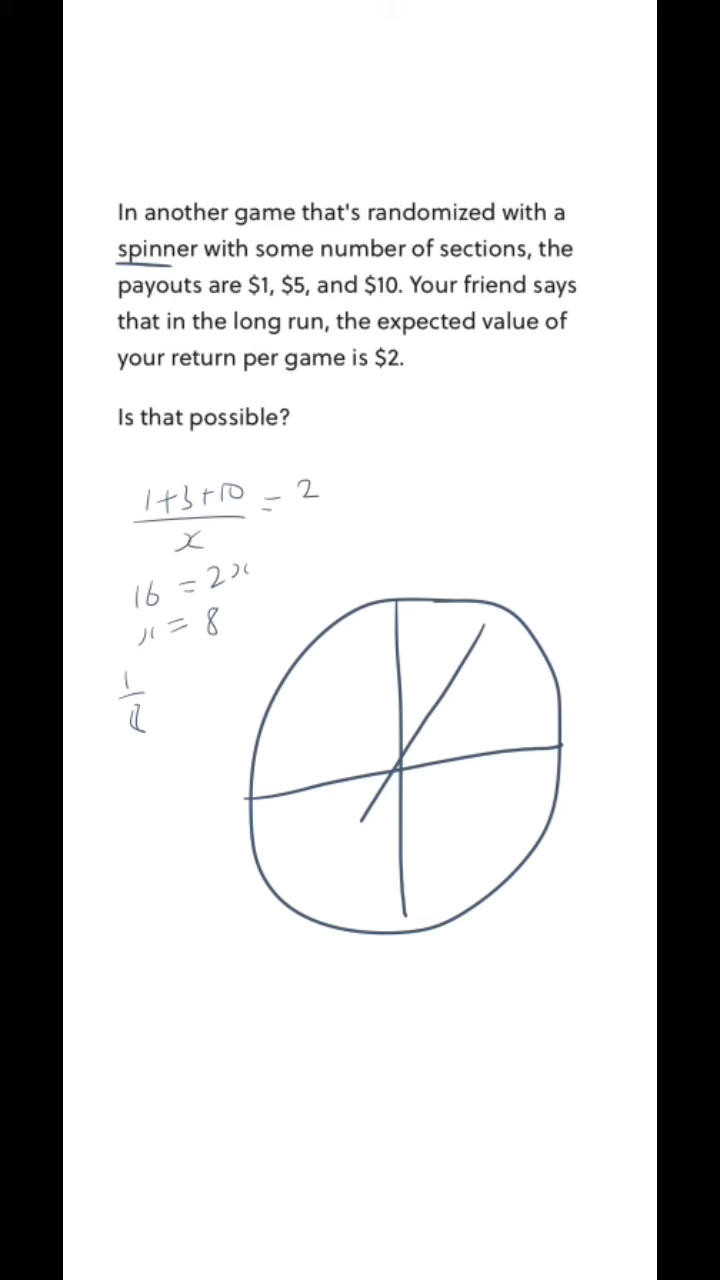 In another game that's randomized with a
spinner with some number of sections, the
payouts are $1, $5, and $10. Your friend says
that in the long run, the expected value of
your return per game is $2.
Is that possible?
1+5+10 = 2
x
16 = 2x
x = 8
1